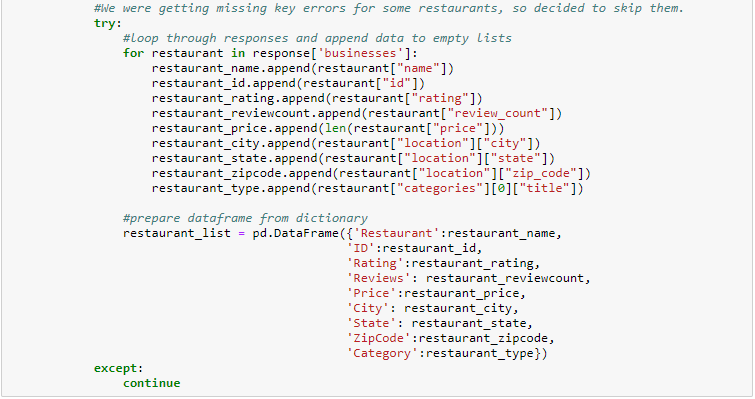 #We were getting missing key errors for some restaurants, so decided to skip them.
try:
    #loop through responses and append data to empty lists
    for restaurant in response['businesses']:
        restaurant_name.append(restaurant["name"])
        restaurant_id.append(restaurant["id"])
        restaurant_rating.append(restaurant["rating"])
        restaurant_reviewcount.append(restaurant["review_count"])
        restaurant_price.append(len(restaurant["price"]))
        restaurant_city.append(restaurant["location"]["city"])
        restaurant_state.append(restaurant["location"]["state"])
        restaurant_zipcode.append(restaurant["location"]["zip_code"])
        restaurant_type.append(restaurant["categories"][0]["title"])

    #prepare dataframe from dictionary
    restaurant_list = pd.DataFrame({'Restaurant':restaurant_name,
                                   'ID':restaurant_id,
                                   'Rating':restaurant_rating,
                                   'Reviews': restaurant_reviewcount,
                                   'Price':restaurant_price,
                                   'City': restaurant_city,
                                   'State': restaurant_state,
                                   'ZipCode':restaurant_zipcode,
                                   'Category':restaurant_type})
except:
    continue